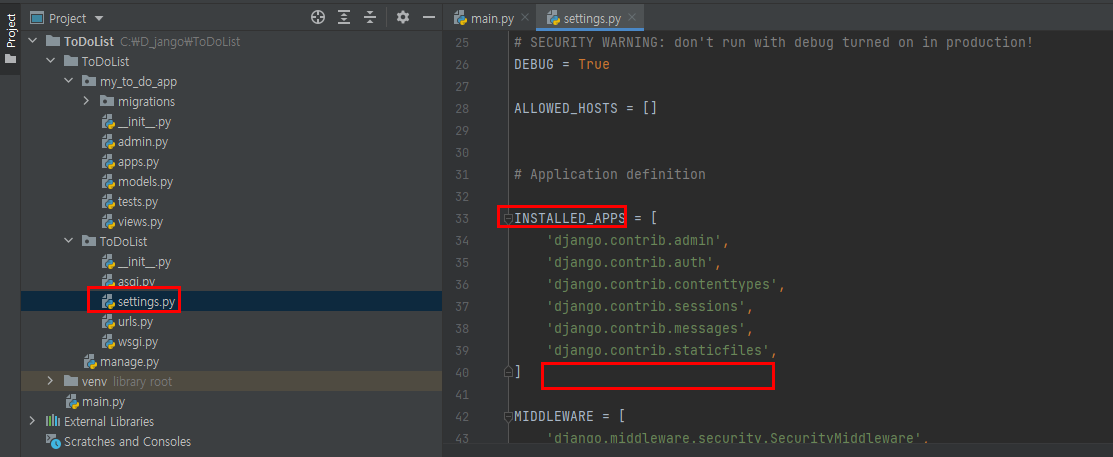 Project
Project
ToDoList C:₩D_jango₩ToDoList
ToDoList
my_to_do_app
migrations
__init__.py
admin.py
apps.py
models.py
tests.py
views.py
ToDoList
__init__.py
asgi.py
settings.py
urls.py
wsgi.py
manage.py
venv library root
main.py
External Libraries
Scratches and Consoles
main.py
settings.py
25 # SECURITY WARNING: don't run with debug turned on in production!
26 DEBUG = True
27
28 ALLOWED_HOSTS = []
29
30
31 # Application definition
32
33 INSTALLED_APPS = [
34 'django.contrib.admin',
35 'django.contrib.auth',
36 'django.contrib.contenttypes',
37 'django.contrib.sessions',
38 'django.contrib.messages',
39 'django.contrib.staticfiles',
40 ]
41
42 MIDDLEWARE = [
43 'django.middleware.security.SecurityMiddleware',